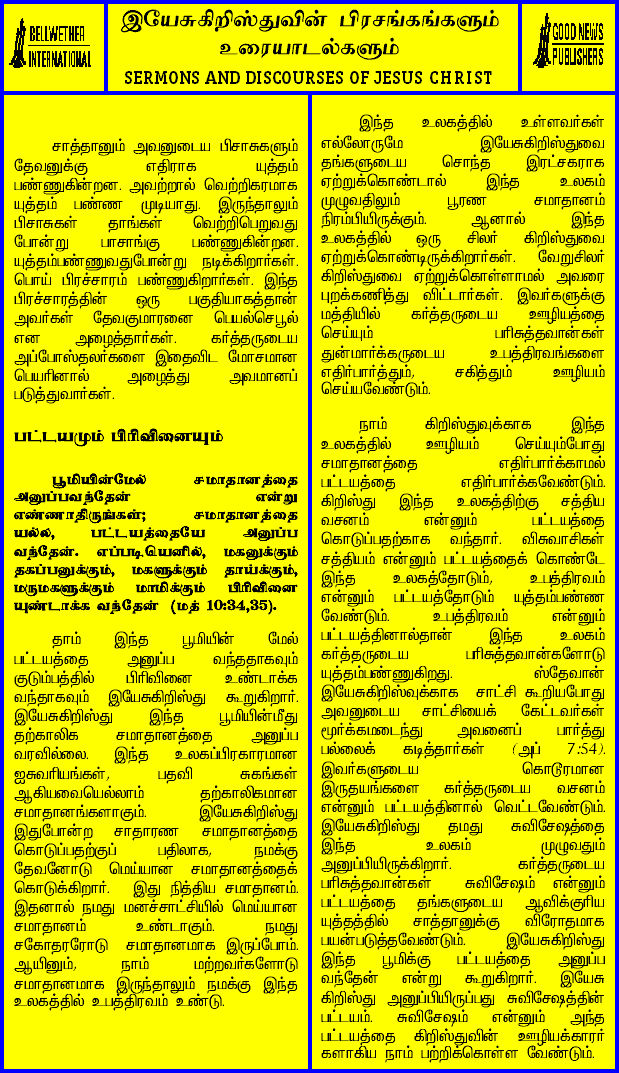 BELLWETHER
INTERNATIONAL
இயேசுகிறிஸ்துவின் பிரசங்கங்களும்
உரையாடல்களும்
SERMONS AND DISCOURSES OF JESUS CHRIST
GOOD NEWS
PUBLISHERS
சாத்தானும் அவனுடைய பிசாசுகளும்
தேவனுக்கு எதிராக யுத்தம்
பண்ணுகின்றன. அவற்றால் வெற்றிகரமாக
யுத்தம் பண்ண முடியாது. இருந்தாலும்
பிசாசுகள் தாங்கள் வெற்றிபெறுவது
போன்று பாசாங்கு பண்ணுகின்றன.
யுத்தம்பண்ணுவதுபோன்று நடிக்கிறார்கள்.
பொய் பிரச்சாரம் பண்ணுகிறார்கள். இந்த
பிரச்சாரத்தின் ஒரு பகுதியாகத்தான்
அவர்கள் தேவகுமாரனை பெயல்செபூல்
என அழைத்தார்கள். கர்த்தருடைய
அப்போஸ்தலர்களை இதைவிட மோசமான
பெயரினால் அழைத்து அவமானப்
படுத்துவார்கள்.
பட்டயமும் பிரிவினையும்
பூமியின்மேல் சமாதானத்தை
அனுப்பவந்தேன் என்று
எண்ணாதிருங்கள்; சமாதானத்தை
யல்ல, பட்டயத்தையே அனுப்ப
வந்தேன். எப்படியெனில், மகனுக்கும்
தகப்பனுக்கும், மகளுக்கும் தாய்க்கும்,
மருமகளுக்கும் மாமிக்கும் பிரிவினை
யுண்டாக்க வந்தேன் (மத் 10:34,35).
தாம் இந்த பூமியின் மேல்
பட்டயத்தை அனுப்ப வந்ததாகவும்
குடும்பத்தில் பிரிவினை உண்டாக்க
வந்தாகவும் இயேசுகிறிஸ்து கூறுகிறார்.
இயேசுகிறிஸ்து இந்த பூமியின்மீது
தற்காலிக சமாதானத்தை அனுப்ப
வரவில்லை. இந்த உலகப்பிரகாரமான
ஐசுவரியங்கள், பதவி சுகங்கள்
ஆகியவையெல்லாம் தற்காலிகமான
சமாதானங்களாகும். இயேசுகிறிஸ்து
இதுபோன்ற சாதாரண சமாதானத்தை
கொடுப்பதற்குப் பதிலாக, நமக்கு
தேவனோடு மெய்யான சமாதானத்தைக்
கொடுக்கிறார். இது நித்திய சமாதானம்.
இதனால் நமது மனச்சாட்சியில் மெய்யான
சமாதானம் உண்டாகும். நமது
சகோதரரோடு சமாதானமாக இருப்போம்.
ஆயினும், நாம் மற்றவர்களோடு
சமாதானமாக இருந்தாலும் நமக்கு இந்த
உலகத்தில் உபத்திரவம் உண்டு.
இந்த உலகத்தில் உள்ளவர்கள்
எல்லோருமே இயேசுகிறிஸ்துவை
தங்களுடைய சொந்த இரட்சகராக
ஏற்றுக்கொண்டால் இந்த உலகம்
முழுவதிலும் பூரண சமாதானம்
நிரம்பியிருக்கும். ஆனால் இந்த
உலகத்தில் ஒரு சிலர் கிறிஸ்துவை
ஏற்றுக்கொண்டிருக்கிறார்கள். வேறுசிலர்
கிறிஸ்துவை ஏற்றுக்கொள்ளாமல் அவரை
புறக்கணித்து விட்டார்கள். இவர்களுக்கு
மத்தியில் கர்த்தருடைய ஊழியத்தை
செய்யும் பரிசுத்தவான்கள்
துன்மார்க்கருடைய உபத்திரவங்களை
எதிர்பார்த்தும், சகித்தும் ஊழியம்
செய்யவேண்டும்.
நாம் கிறிஸ்துவுக்காக இந்த
உலகத்தில் ஊழியம் செய்யும்போது
சமாதானத்தை எதிர்பார்க்காமல்
பட்டயத்தை எதிர்பார்க்கவேண்டும்.
கிறிஸ்து இந்த உலகத்திற்கு சத்திய
வசனம் என்னும் பட்டயத்தை
கொடுப்பதற்காக வந்தார். விசுவாசிகள்
சத்தியம் என்னும் பட்டயத்தைக் கொண்டே
இந்த உலகத்தோடும், உபத்திரவம்
என்னும் பட்டயத்தோடும் யுத்தம்பண்ண
வேண்டும். உபத்திரவம் என்னும்
பட்டயத்தினால்தான் இந்த உலகம்
கர்த்தருடைய பரிசுத்தவான்களோடு
யுத்தம்பண்ணுகிறது. ஸ்தேவான்
இயேசுகிறிஸ்வுக்காக சாட்சி கூறியபோது
அவனுடைய சாட்சியைக் கேட்டவர்கள்
மூர்க்கமடைந்து அவனைப் பார்த்து
பல்லைக் கடித்தார்கள் (அப் 7:54).
இவர்களுடைய கொடூரமான
இருதயங்களை கர்த்தருடைய வசனம்
என்னும் பட்டயத்தினால் வெட்டவேண்டும்.
இயேசுகிறிஸ்து தமது சுவிசேஷத்தை
இந்த உலகம் முழுவதும்
அனுப்பியிருக்கிறார். கர்த்தருடைய
பரிசுத்தவான்கள் சுவிசேஷம் என்னும்
பட்டயத்தை தங்களுடைய ஆவிக்குரிய
யுத்தத்தில் சாத்தானுக்கு விரோதமாக
பயன்படுத்தவேண்டும். இயேசுகிறிஸ்து
இந்த பூமிக்கு பட்டயத்தை அனுப்ப
வந்தேன் என்று கூறுகிறார். இயேசு
கிறிஸ்து அனுப்பியிருப்பது சுவிசேஷத்தின்
பட்டயம். சுவிசேஷம் என்னும் அந்த
பட்டயத்தை கிறிஸ்துவின் ஊழியக்காரர்
களாகிய நாம் பற்றிக்கொள்ள வேண்டும்.